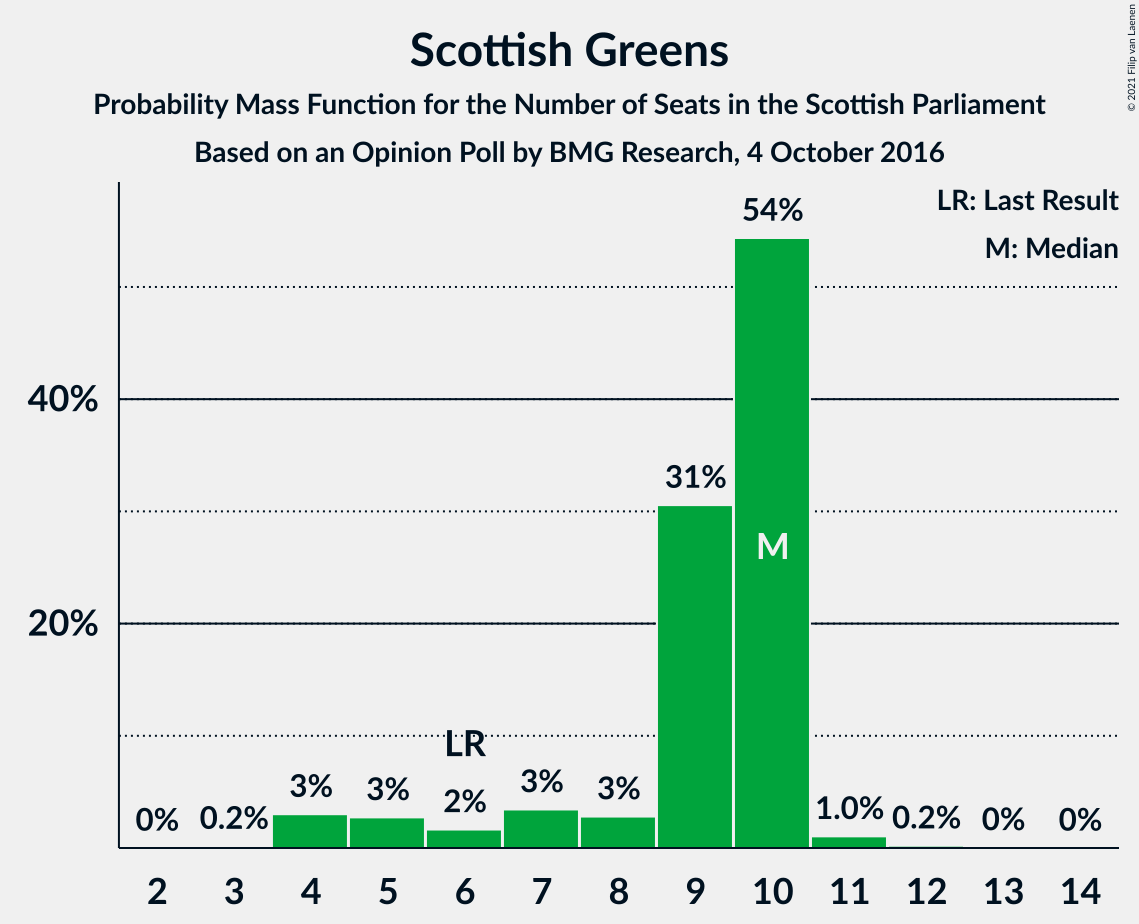 © 2021 Filip van Laenen
Scottish Greens
Probability Mass Function for the Number of Seats in the Scottish Parliament
Based on an Opinion Poll by BMG Research, 4 October 2016
LR: Last Result
M: Median
54%
40%
31%
M
20%
LR
0% 0.2% 3% 3% 2% 3% 3% 1.0% 0.2% 0% 0%
2 3 4 5 6 7 8 9 10 11 12 13 14